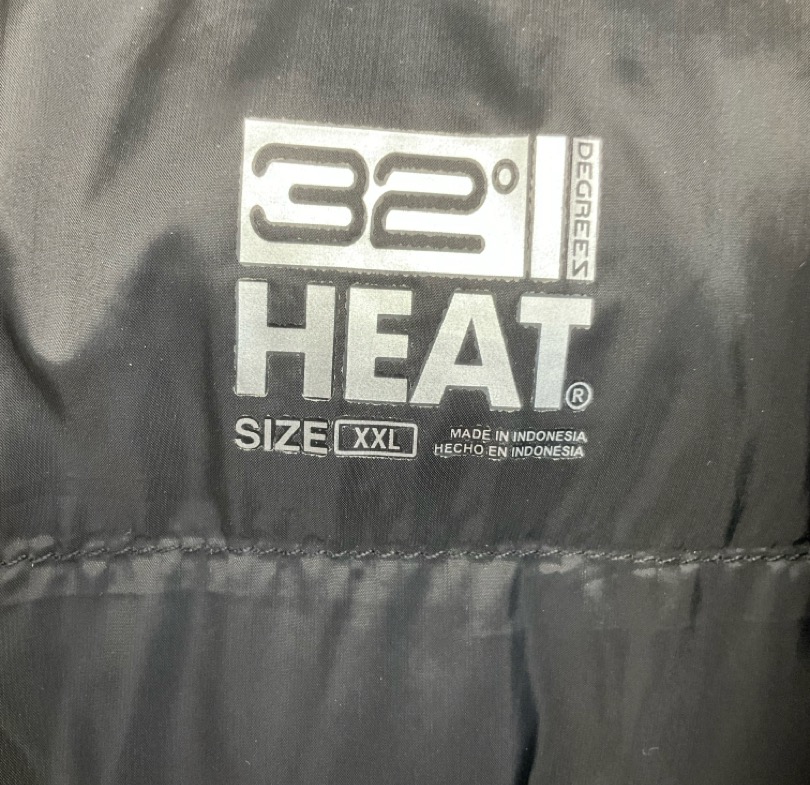 32°
DEGREES
HEAT®
SIZE XXL
MADE IN INDONESIA
HECHO EN INDONESIA